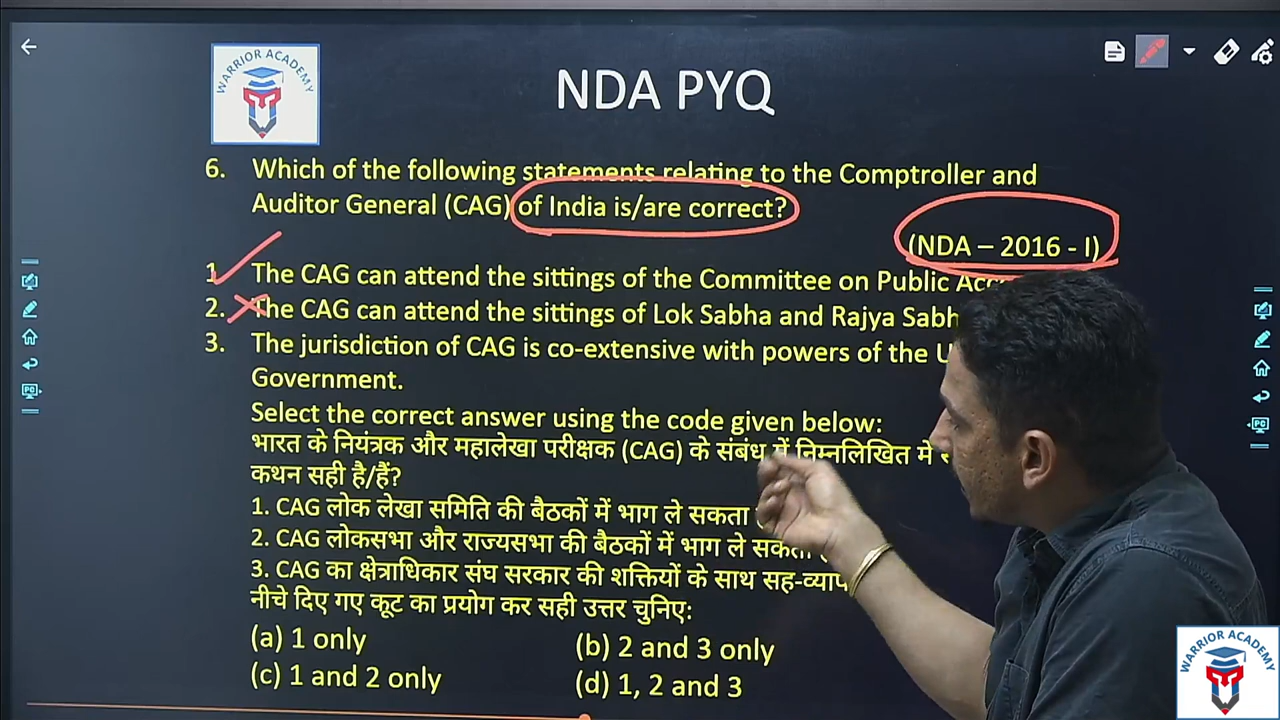 WARRIOR ACADEMY
NDA PYQ
6. Which of the following statements relating to the Comptroller and
Auditor General (CAG) of India is/are correct?
(NDA – 2016 - I)
1. The CAG can attend the sittings of the Committee on Public
2. The CAG can attend the sittings of Lok Sabha and Rajya
3. The jurisdiction of CAG is co-extensive with powers of the
Government.
Select the correct answer using the code given below:
भारत के नियंत्रक और महालेखा परीक्षक (CAG) के संबंध में निम्नलिखित में
कथन सही है/हैं?
1. CAG लोक लेखा समिति की बैठकों में भाग ले सकता
2. CAG लोकसभा और राज्यसभा की बैठकों में भाग ले सकता
3. CAG का क्षेत्राधिकार संघ सरकार की शक्तियों के साथ
नीचे दिए गए कूट का प्रयोग कर सही उत्तर चुनिए:
(a) 1 only (b) 2 and 3 only
(c) 1 and 2 only (d) 1, 2 and 3
WARRIOR ACADEMY